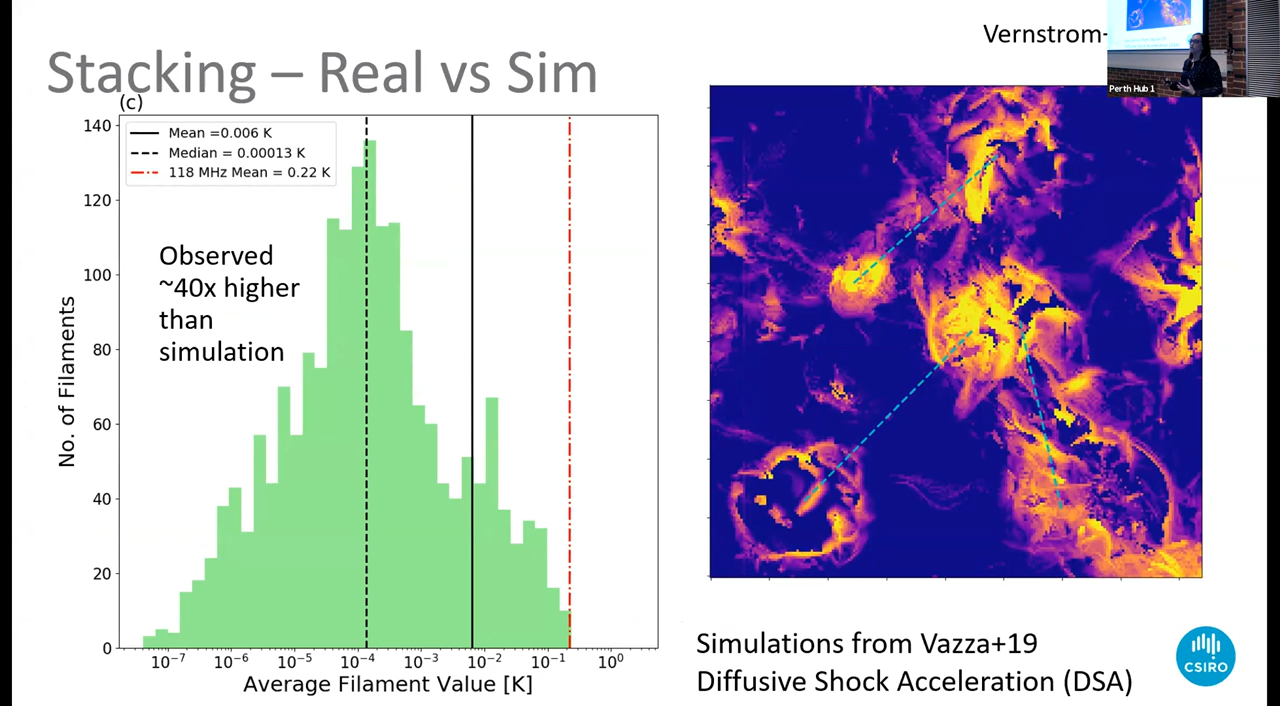 Vernstrom-
Stacking – Real vs Sim
Perth Hub 1
(c)
Mean =0.006 K
Median = 0.00013 K
118 MHz Mean = 0.22 K
Observed
~40x higher
than
simulation
No. of Filaments
140
120
100
80
60
40
20
0
10⁻⁷ 10⁻⁶ 10⁻⁵ 10⁻⁴ 10⁻³ 10⁻² 10⁻¹ 10⁰
Average Filament Value [K]
Simulations from Vazza+19
Diffusive Shock Acceleration (DSA)
CSIRO